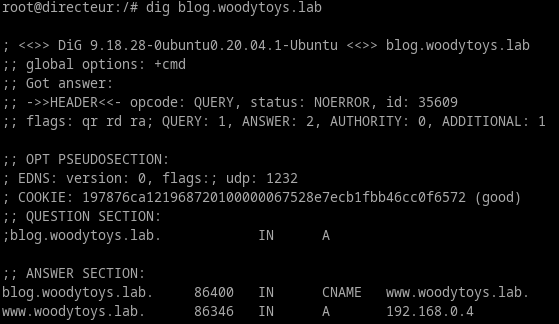 root@directeur:/# dig blog.woodytoys.lab
; <<>> DiG 9.18.28-0ubuntu0.20.04.1-Ubuntu <<>> blog.woodytoys.lab
;; global options: +cmd
;; Got answer:
;; ->>HEADER<<- opcode: QUERY, status: NOERROR, id: 35609
;; flags: qr rd ra; QUERY: 1, ANSWER: 2, AUTHORITY: 0, ADDITIONAL: 1
;; OPT PSEUDOSECTION:
; EDNS: version: 0, flags:; udp: 1232
; COOKIE: 197876ca121968720100000067528e7ecb1fbb46cc0f6572 (good)
;; QUESTION SECTION:
;blog.woodytoys.lab. IN A
;; ANSWER SECTION:
blog.woodytoys.lab. 86400 IN CNAME www.woodytoys.lab.
www.woodytoys.lab. 86346 IN A 192.168.0.4